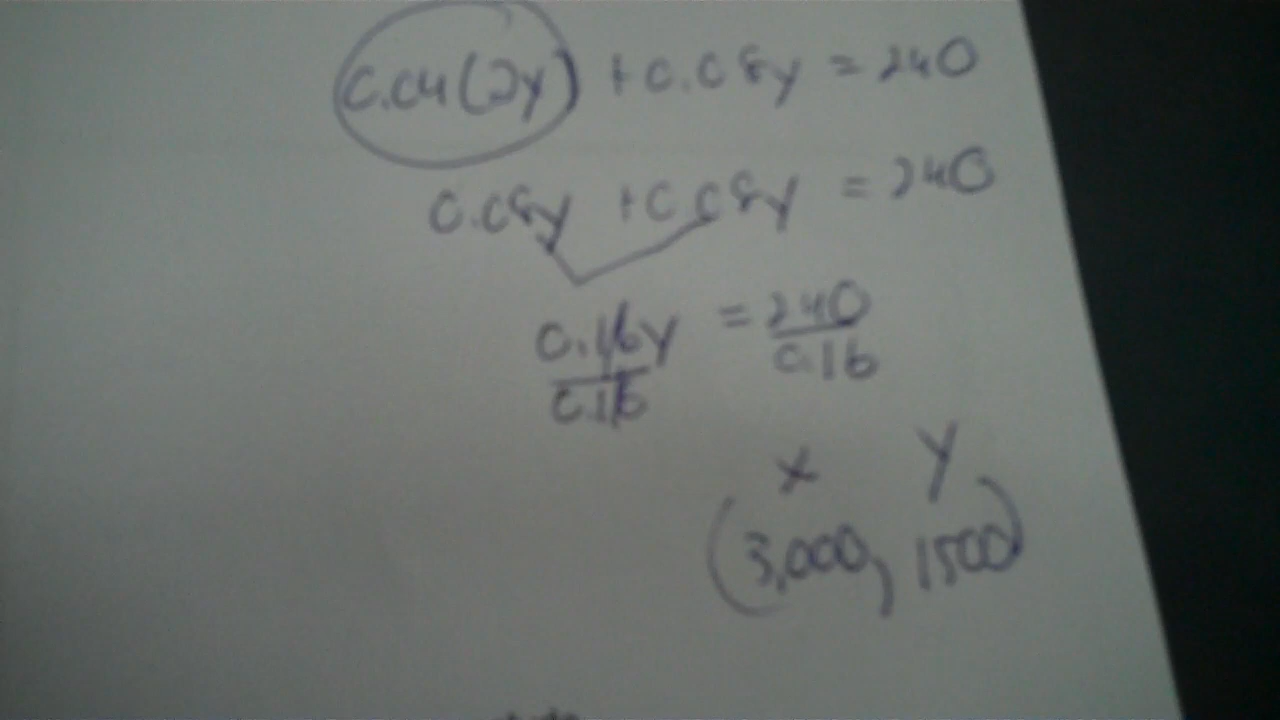 0.04(2y) + 0.08y = 240
0.08y + 0.08y = 240
0.16y = 240
0.16 0.16
x y
(3,000, 1500)